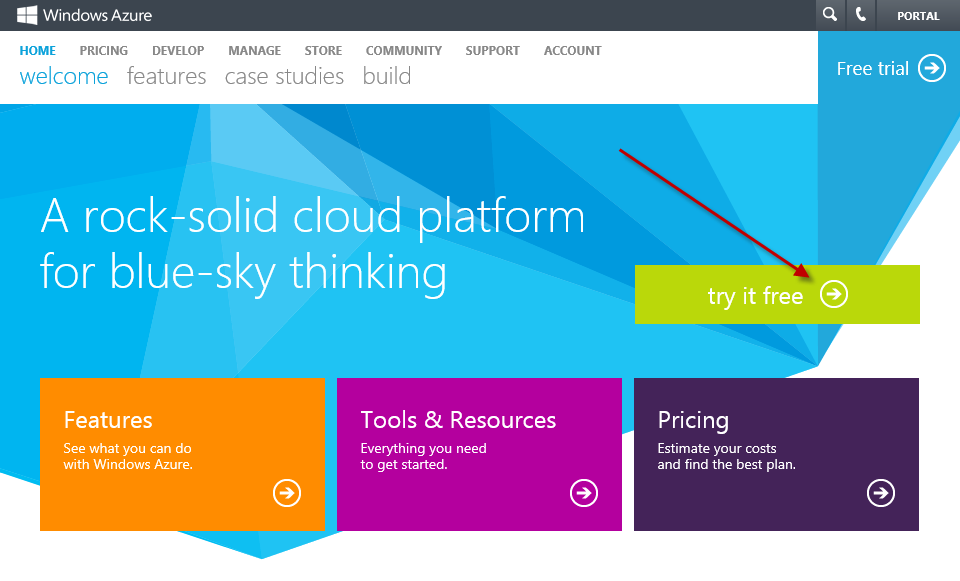 Windows Azure
PORTAL
HOME PRICING DEVELOP MANAGE STORE COMMUNITY SUPPORT ACCOUNT
welcome features case studies build
Free trial
A rock-solid cloud platform
for blue-sky thinking
try it free
Features
See what you can do
with Windows Azure.
Tools & Resources
Everything you need
to get started.
Pricing
Estimate your costs
and find the best plan.